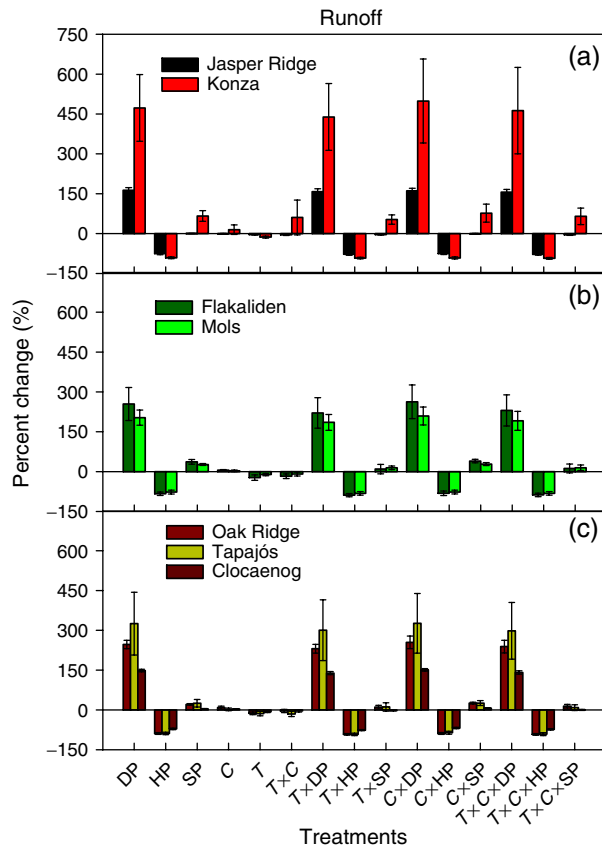 Runoff
750
600
450
300
150
0
−150
(a)
Jasper Ridge
Konza
600
450
300
150
0
−150
(b)
Flakaliden
Mols
600
450
300
150
0
−150
(c)
Oak Ridge
Tapajós
Clocaenog
Percent change (%)
DP
HP
SP
C
T
T×C
T×DP
T×HP
T×SP
C×DP
C×HP
C×SP
T×C×DP
T×C×HP
T×C×SP
Treatments